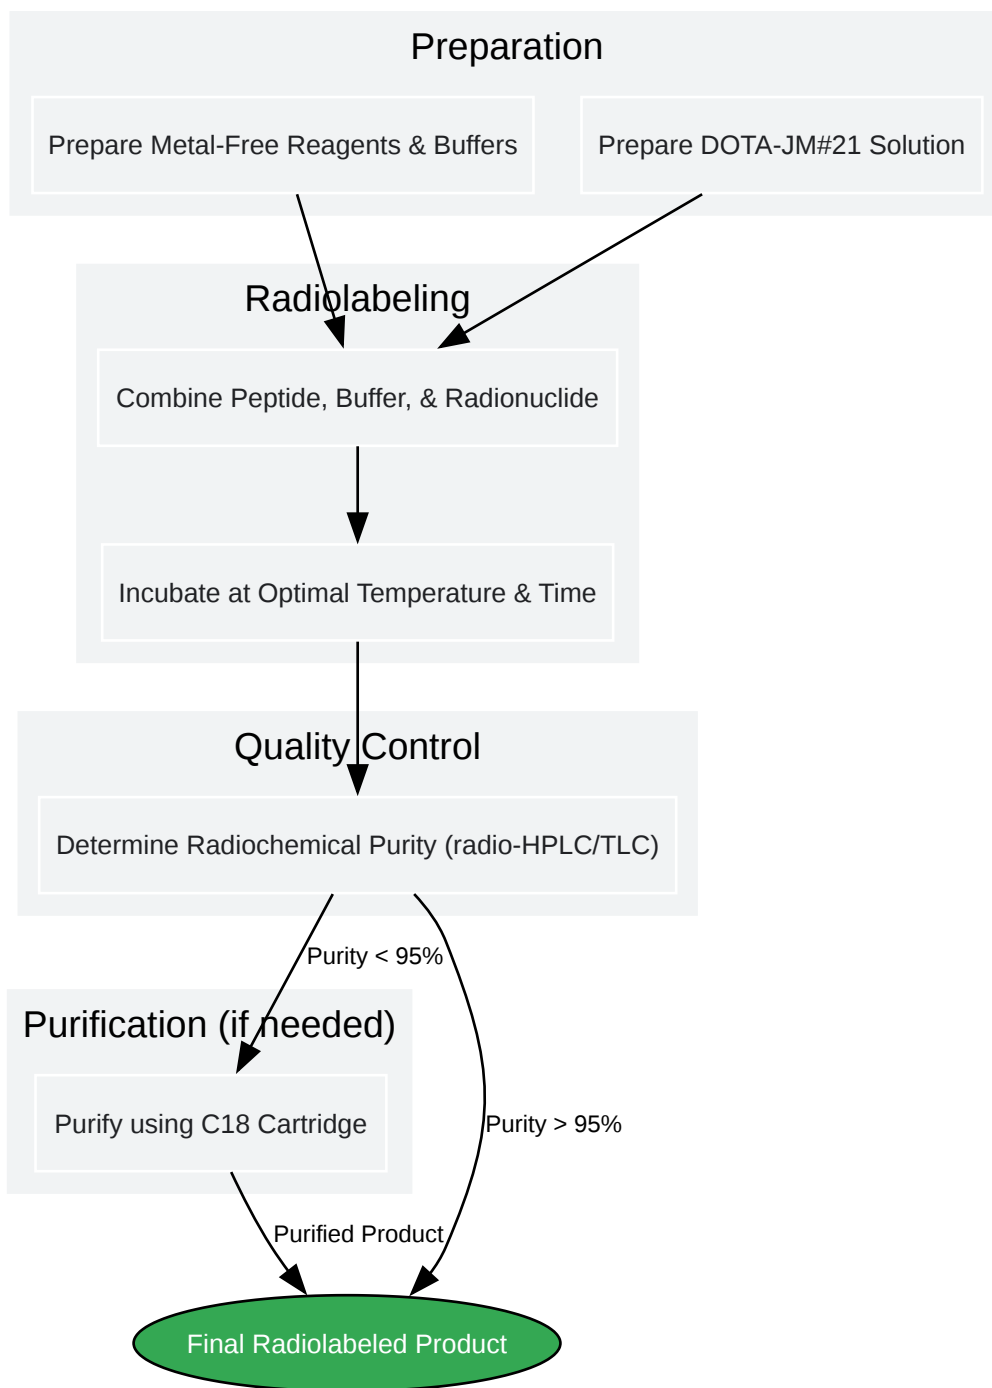 Preparation
Prepare Metal-Free Reagents & Buffers
Prepare DOTA-JM#21 Solution
Radiolabeling
Combine Peptide, Buffer, & Radionuclide
Incubate at Optimal Temperature & Time
Quality Control
Determine Radiochemical Purity (radio-HPLC/TLC)
Purity < 95%
Purification (if needed)
Purify using C18 Cartridge
Purity > 95%
Purified Product
Final Radiolabeled Product